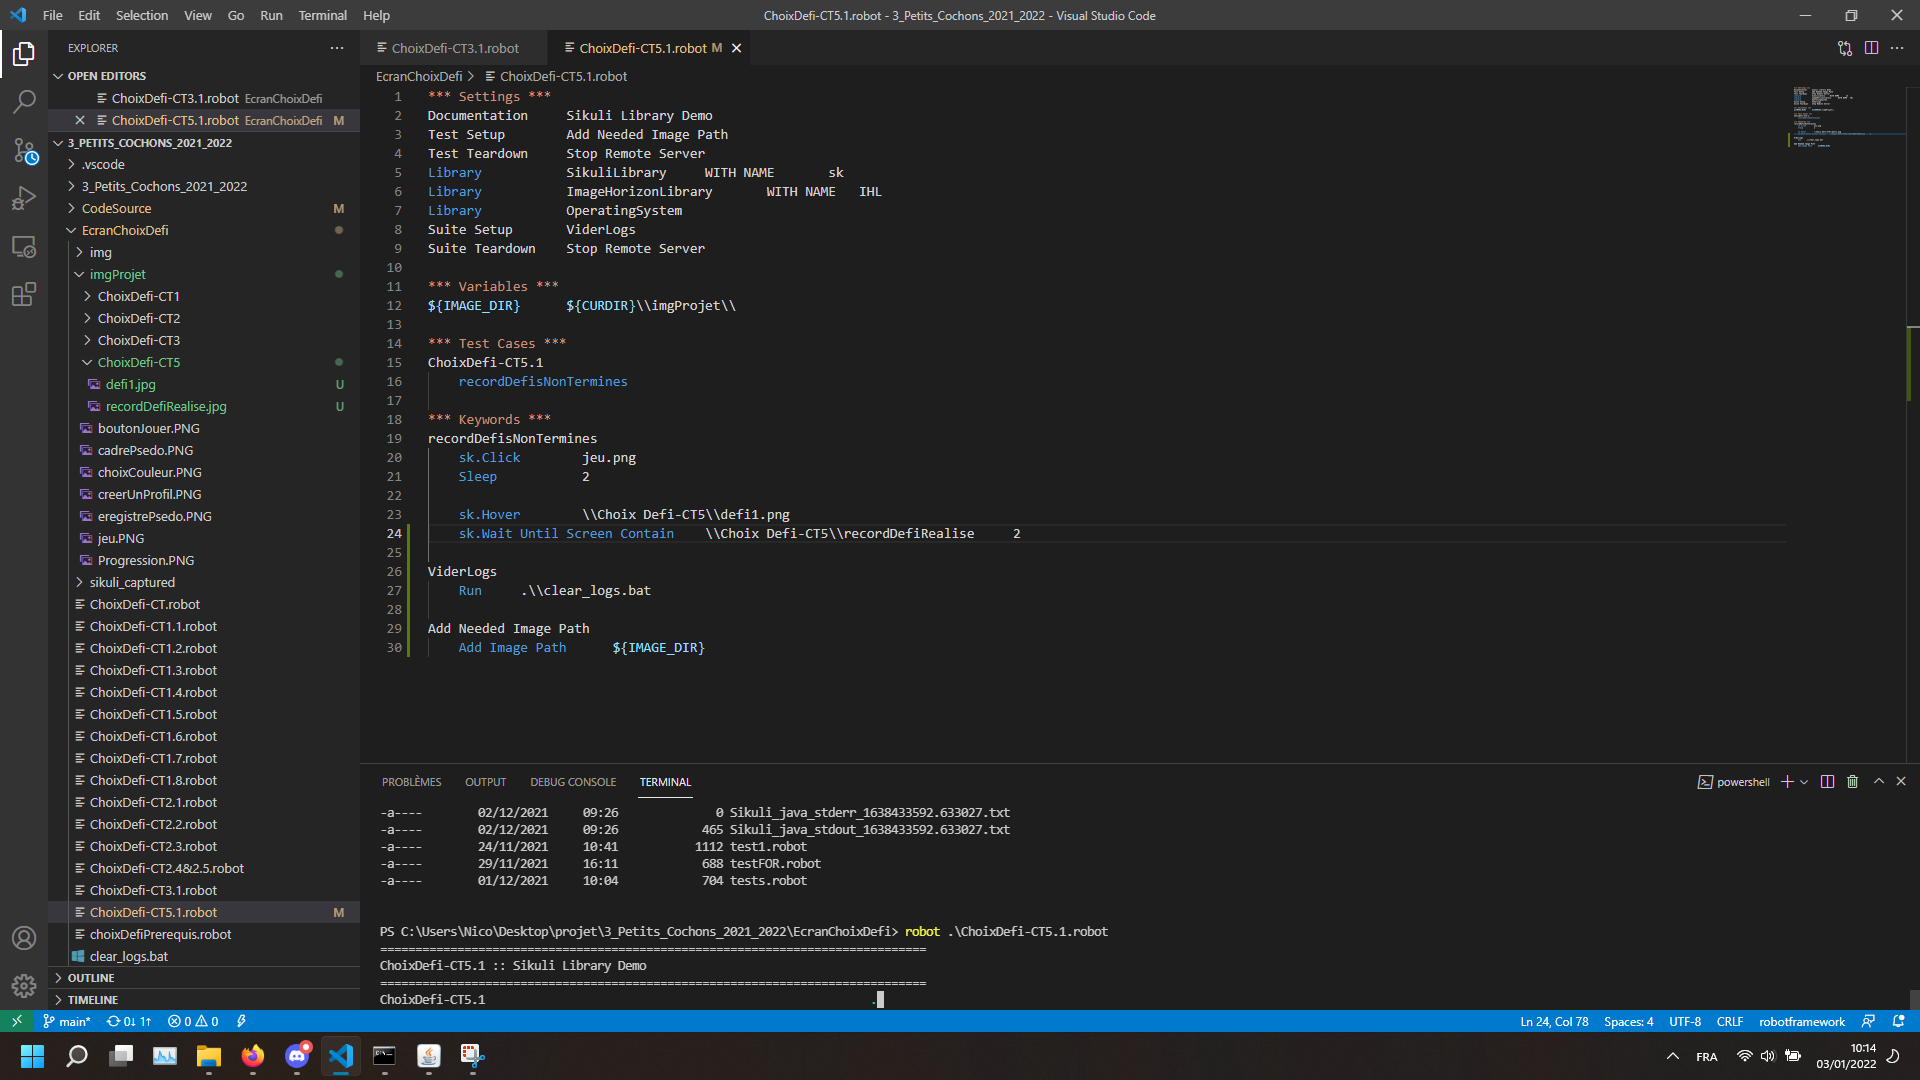 File Edit Selection View Go Run Terminal Help
ChoixDefi-CT5.1.robot - 3_Petits_Cochons_2021_2022 - Visual Studio Code
EXPLORER
OPEN EDITORS
ChoixDefi-CT3.1.robot EcranChoixDefi
ChoixDefi-CT5.1.robot EcranChoixDefi M
3_PETITS_COCHONS_2021_2022
.vscode
3_Petits_Cochons_2021_2022
CodeSource M
EcranChoixDefi
img
imgProjet
ChoixDefi-CT1
ChoixDefi-CT2
ChoixDefi-CT3
ChoixDefi-CT5
defi1.jpg U
recordDefiRealise.jpg U
boutonJouer.PNG
cadrePsedo.PNG
choixCouleur.PNG
creerUnProfil.PNG
eregistrePsedo.PNG
jeu.PNG
Progression.PNG
sikuli_captured
ChoixDefi-CT.robot
ChoixDefi-CT1.1.robot
ChoixDefi-CT1.2.robot
ChoixDefi-CT1.3.robot
ChoixDefi-CT1.4.robot
ChoixDefi-CT1.5.robot
ChoixDefi-CT1.6.robot
ChoixDefi-CT1.7.robot
ChoixDefi-CT1.8.robot
ChoixDefi-CT2.1.robot
ChoixDefi-CT2.2.robot
ChoixDefi-CT2.3.robot
ChoixDefi-CT2.4&2.5.robot
ChoixDefi-CT3.1.robot
ChoixDefi-CT5.1.robot M
choixDefiPrerequis.robot
clear_logs.bat
OUTLINE
TIMELINE
ChoixDefi-CT3.1.robot ChoixDefi-CT5.1.robot M
EcranChoixDefi > ChoixDefi-CT5.1.robot
1 *** Settings ***
2 Documentation Sikuli Library Demo
3 Test Setup Add Needed Image Path
4 Test Teardown Stop Remote Server
5 Library SikuliLibrary WITH NAME sk
6 Library ImageHorizonLibrary WITH NAME IHL
7 Library OperatingSystem
8 Suite Setup ViderLogs
9 Suite Teardown Stop Remote Server
10
11 *** Variables ***
12 ${IMAGE_DIR} ${CURDIR}\\imgProjet\\
13
14 *** Test Cases ***
15 ChoixDefi-CT5.1
16 recordDefisNonTermines
17
18 *** Keywords ***
19 recordDefisNonTermines
20 sk.Click jeu.png
21 Sleep 2
22
23 sk.Hover \\Choix Defi-CT5\\defi1.png
24 sk.Wait Until Screen Contain \\Choix Defi-CT5\\recordDefiRealise 2
25
26 ViderLogs
27 Run .\\clear_logs.bat
28
29 Add Needed Image Path
30 Add Image Path ${IMAGE_DIR}
PROBLÈMES OUTPUT DEBUG CONSOLE TERMINAL powershell
-a---- 02/12/2021 09:26 0 Sikuli_java_stderr_1638433592.633027.txt
-a---- 02/12/2021 09:26 465 Sikuli_java_stdout_1638433592.633027.txt
-a---- 24/11/2021 10:41 1112 test1.robot
-a---- 29/11/2021 16:11 688 testFOR.robot
-a---- 01/12/2021 10:04 704 tests.robot
PS C:\Users\Nico\Desktop\projet\3_Petits_Cochons_2021_2022\EcranChoixDefi> robot .\ChoixDefi-CT5.1.robot
==============================================================================
ChoixDefi-CT5.1 :: Sikuli Library Demo
==============================================================================
ChoixDefi-CT5.1 .
main* 0↓ 1↑ 0 0 Ln 24, Col 78 Spaces: 4 UTF-8 CRLF robotframework
FRA 10:14
03/01/2022